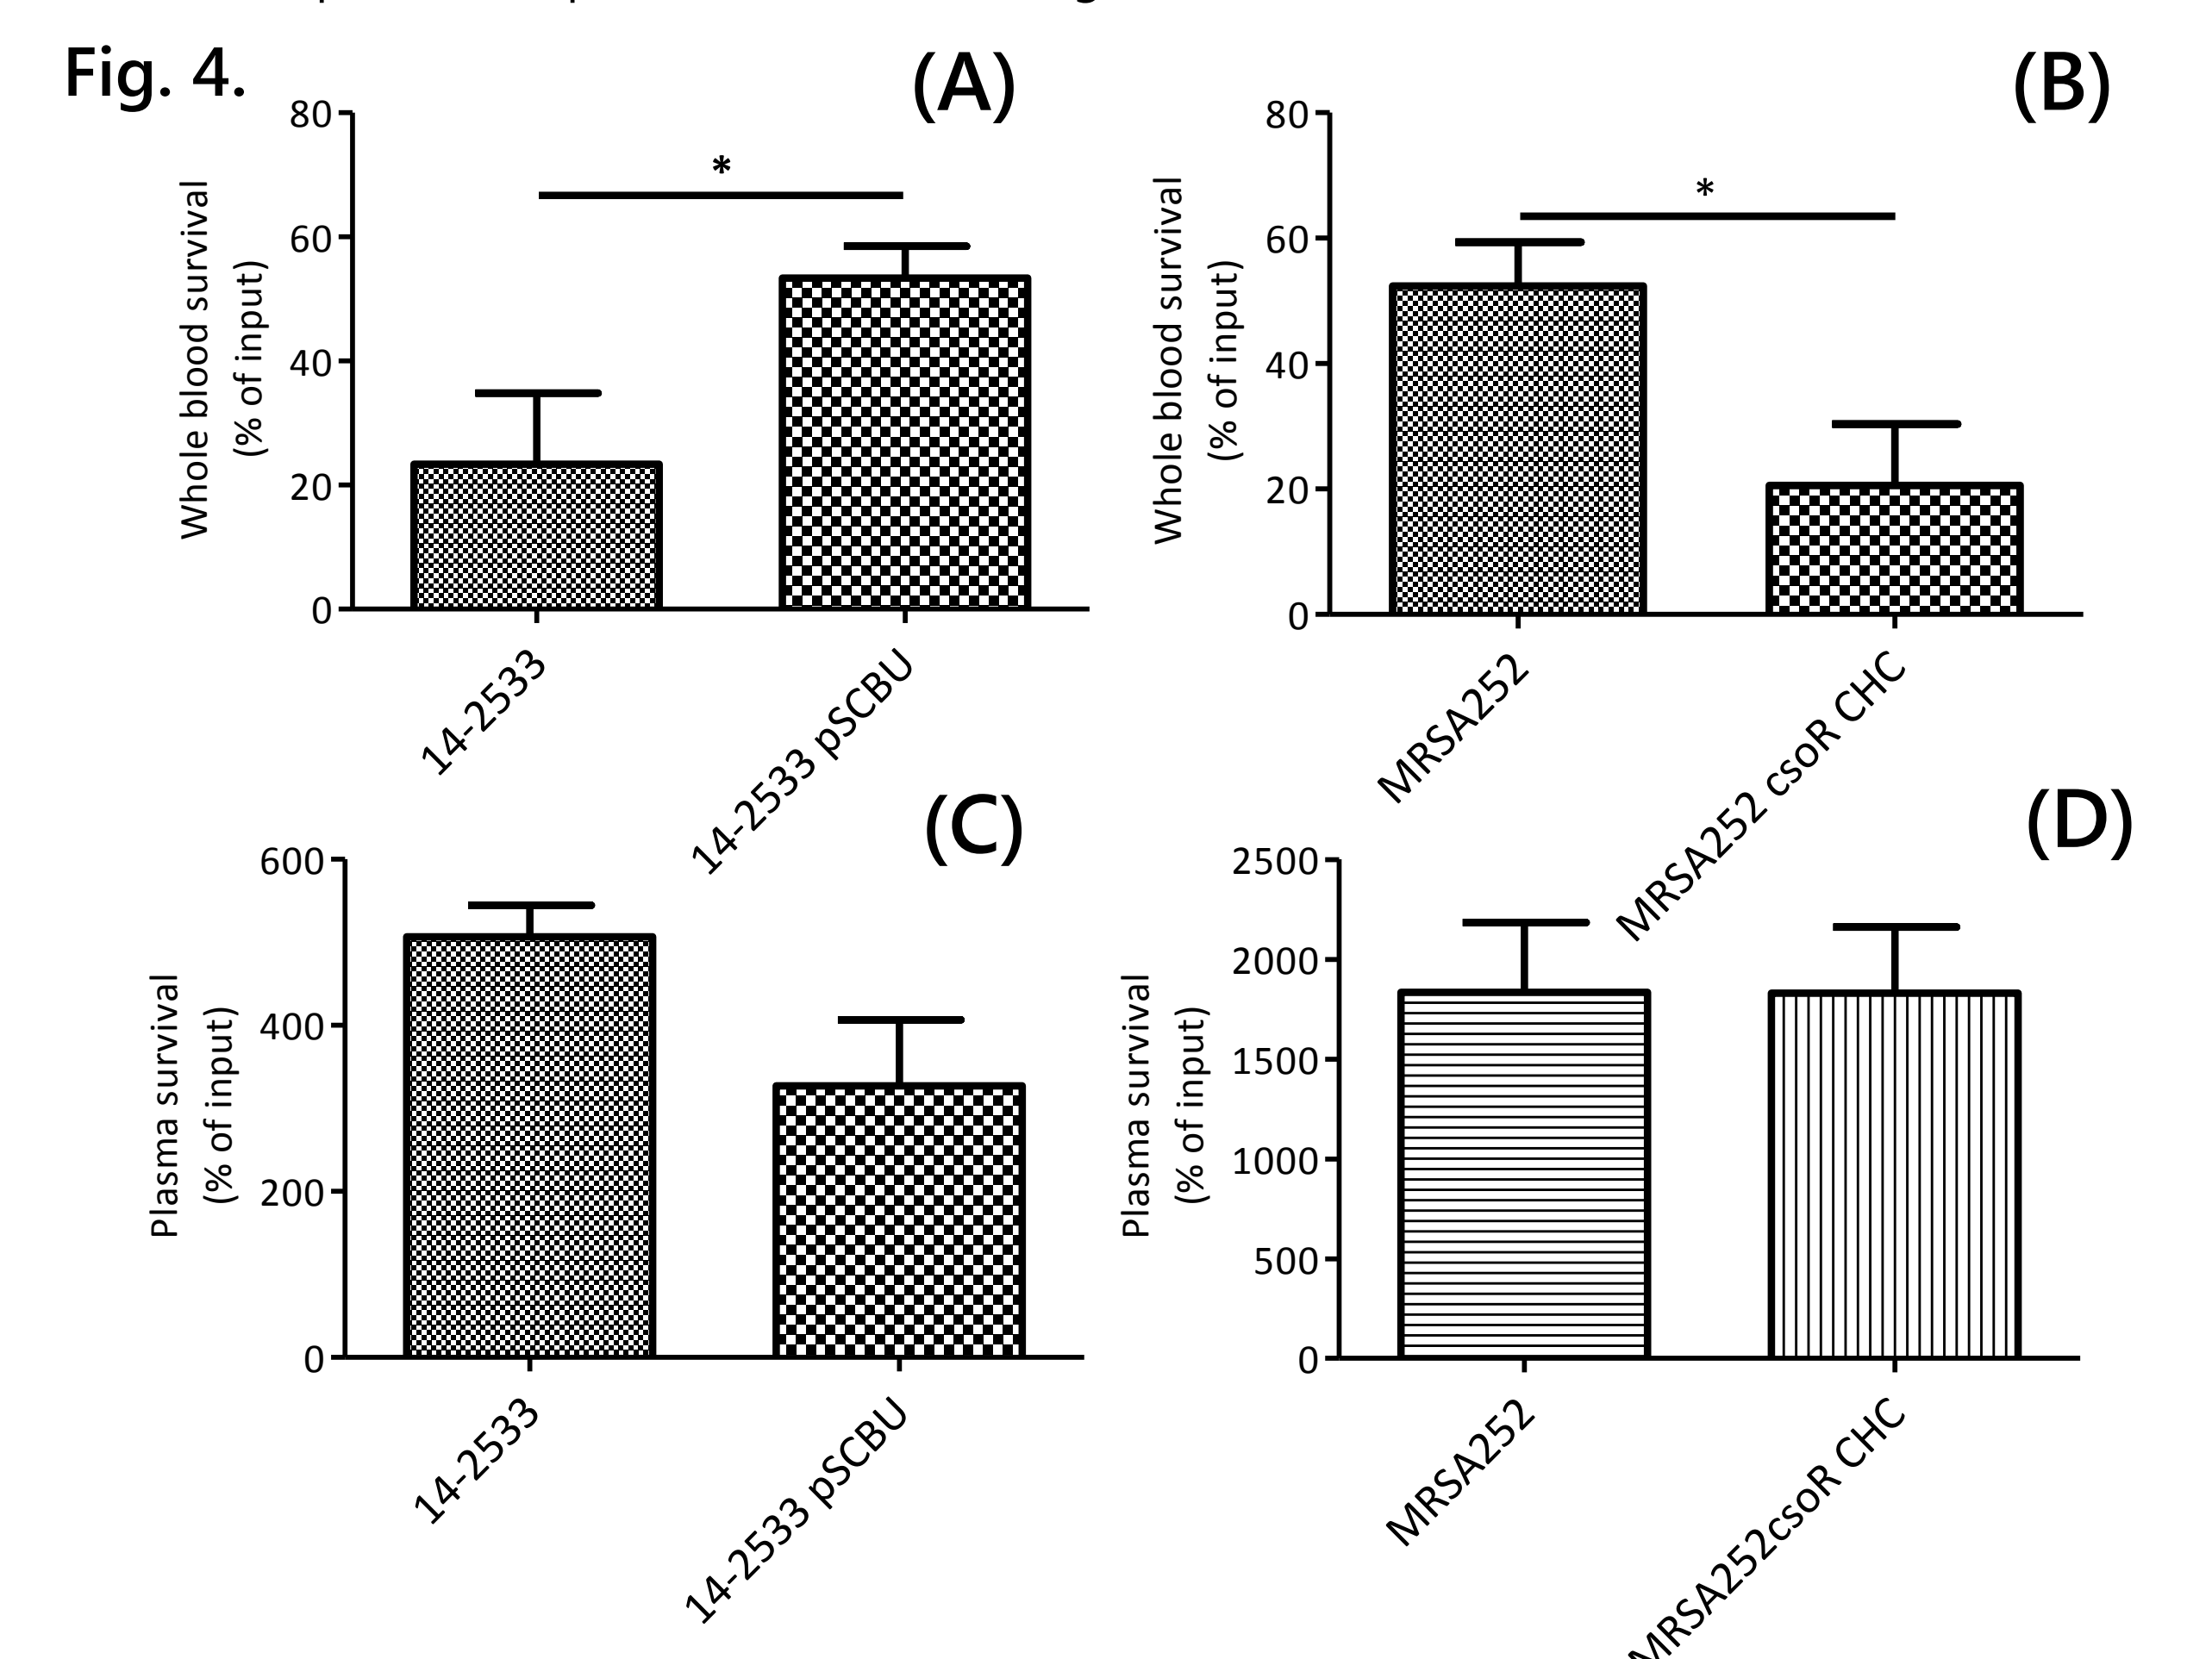 Fig. 4.
(A)
80
60
40
20
0
Whole blood survival
(% of input)
*
14-2533
14-2533 pSCBU
(B)
80
60
40
20
0
Whole blood survival
(% of input)
*
MRSA252
MRSA252 csoR CHC
(C)
600
400
200
0
Plasma survival
(% of input)
14-2533
14-2533 pSCBU
(D)
2500
2000
1500
1000
500
0
Plasma survival
(% of input)
MRSA252
MRSA252csoR CHC